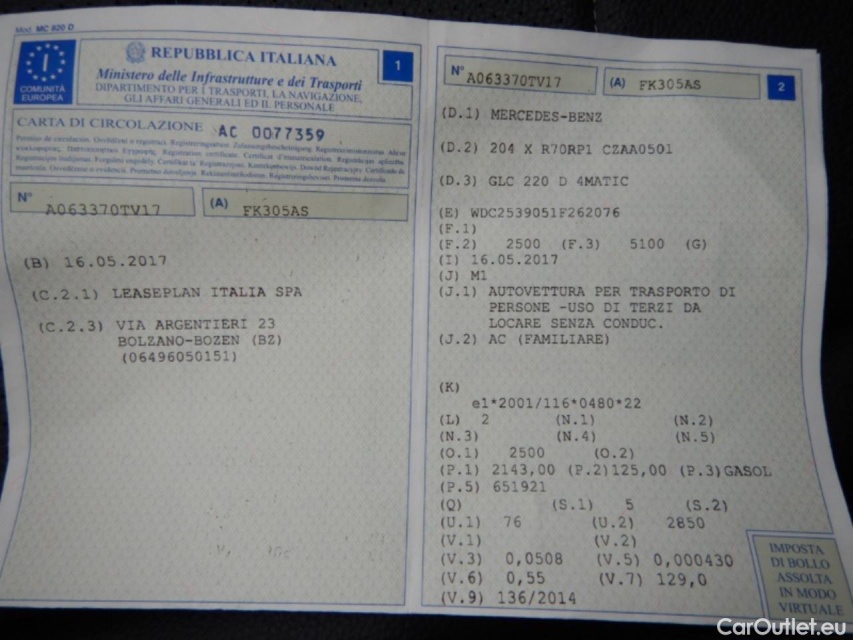 Mod. MC 820 D
I
COMUNITÀ
EUROPEA
REPUBBLICA ITALIANA
1
Ministero delle Infrastrutture e dei Trasporti
DIPARTIMENTO PER I TRASPORTI, LA NAVIGAZIONE,
GLI AFFARI GENERALI ED IL PERSONALE
CARTA DI CIRCOLAZIONE AC 0077359
N° A063370TV17 (A) FK305AS
(B) 16.05.2017
(C.2.1) LEASEPLAN ITALIA SPA
(C.2.3) VIA ARGENTIERI 23
BOLZANO-BOZEN (BZ)
(06496050151)
N° A063370TV17 (A) FK305AS 2
(D.1) MERCEDES-BENZ
(D.2) 204 X R70RP1 CZAA0501
(D.3) GLC 220 D 4MATIC
(E) WDC2539051F262076
(F.1)
(F.2) 2500 (F.3) 5100 (G)
(I) 16.05.2017
(J) M1
(J.1) AUTOVETTURA PER TRASPORTO DI
PERSONE -USO DI TERZI DA
LOCARE SENZA CONDUC.
(J.2) AC (FAMILIARE)
(K)
e1*2001/116*0480*22
(L) 2 (N.1) (N.2)
(N.3) (N.4) (N.5)
(O.1) 2500 (O.2)
(P.1) 2143,00 (P.2)125,00 (P.3)GASOL
(P.5) 651921
(Q) (S.1) 5 (S.2)
(U.1) 76 (U.2) 2850
(V.1) (V.2)
(V.3) 0,0508 (V.5) 0,000430
(V.6) 0,55 (V.7) 129,0
(V.9) 136/2014
IMPOSTA
DI BOLLO
ASSOLTA
IN MODO
VIRTUALE
CarOutlet.eu